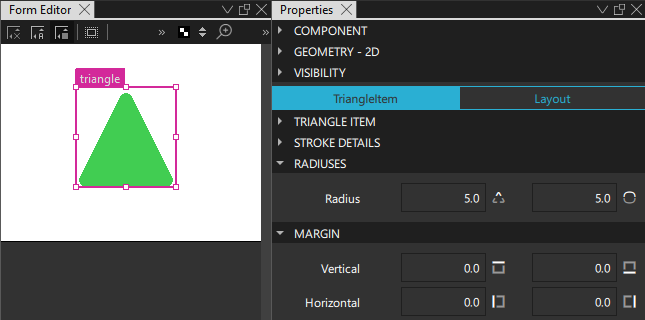 Form Editor
Properties
COMPONENT
GEOMETRY - 2D
VISIBILITY
triangle
TriangleItem
Layout
TRIANGLE ITEM
STROKE DETAILS
RADIUSES
Radius
5.0
5.0
MARGIN
Vertical
0.0
0.0
Horizontal
0.0
0.0